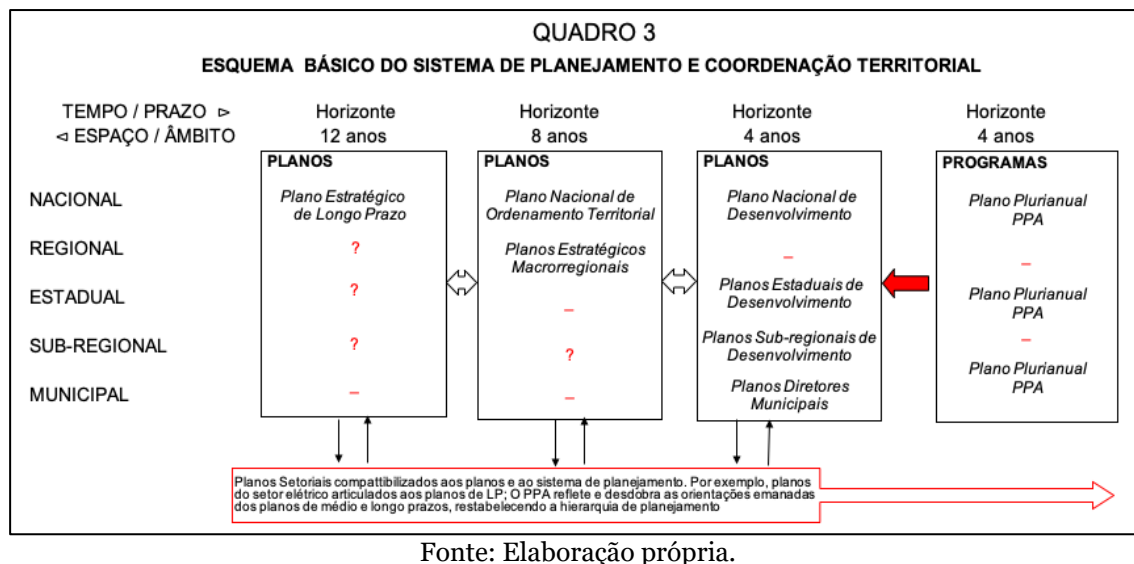 QUADRO 3
ESQUEMA BÁSICO DO SISTEMA DE PLANEJAMENTO E COORDENAÇÃO TERRITORIAL
TEMPO / PRAZO ▻ Horizonte Horizonte Horizonte Horizonte
◅ ESPAÇO / ÂMBITO 12 anos 8 anos 4 anos 4 anos
PLANOS PLANOS PLANOS PROGRAMAS
NACIONAL
Plano Estratégico
de Longo Prazo
Plano Nacional de
Ordenamento Territorial
Plano Nacional de
Desenvolvimento
Plano Plurianual
PPA
REGIONAL
?
Planos Estratégicos
Macrorregionais
–
–
ESTADUAL
?
–
Planos Estaduais de
Desenvolvimento
Plano Plurianual
PPA
SUB-REGIONAL
?
?
Planos Sub-regionais de
Desenvolvimento
–
MUNICIPAL
–
–
Planos Diretores
Municipais
Plano Plurianual
PPA
Planos Setoriais compattibilizados aos planos e ao sistema de planejamento. Por exemplo, planos
do setor elétrico articulados aos planos de LP; O PPA reflete e desdobra as orientações emanadas
dos planos de médio e longo prazos, restabelecendo a hierarquia de planejamento
Fonte: Elaboração própria.